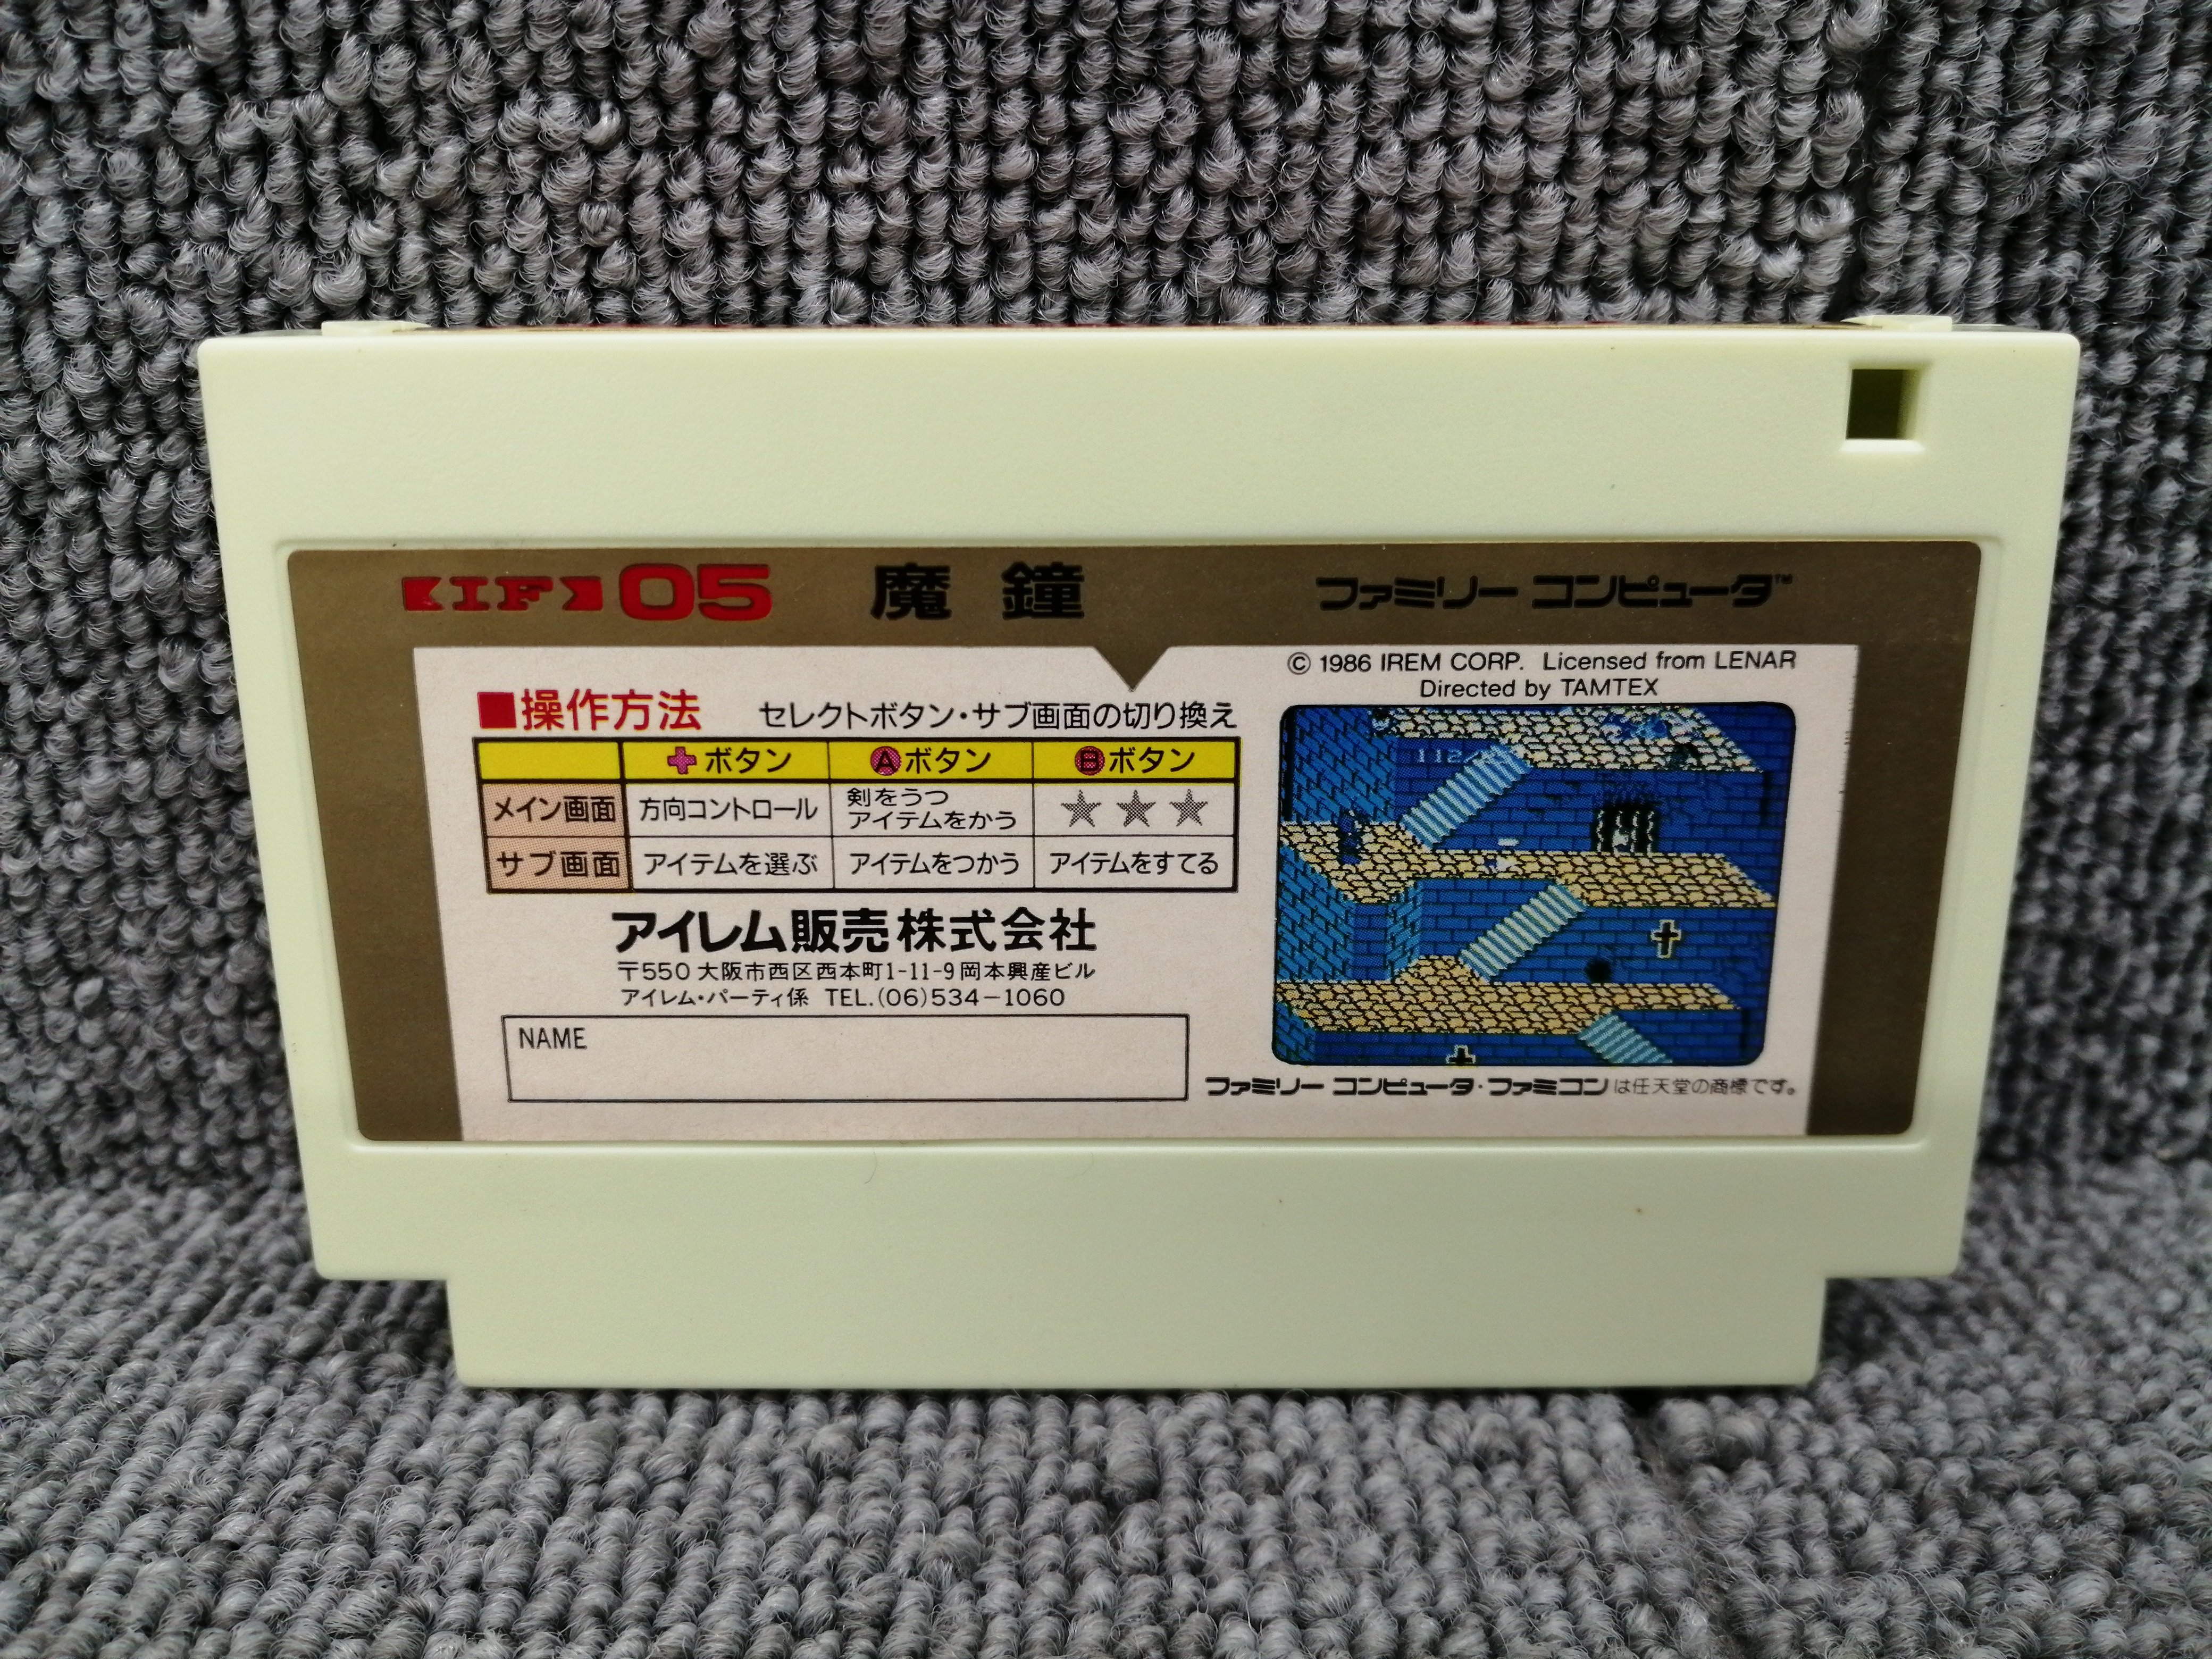 IF 05 魔鐘 ファミリー コンピュータ™
© 1986 IREM CORP. Licensed from LENAR
Directed by TAMTEX
■操作方法 セレクトボタン・サブ画面の切り換え
✚ボタン Ⓐボタン Ⓑボタン
メイン画面 方向コントロール 剣をうつ アイテムをかう ★★★
サブ画面 アイテムを選ぶ アイテムをつかう アイテムをすてる
アイレム販売株式会社
〒550 大阪市西区西本町1-11-9岡本興産ビル
アイレム・パーティ係 TEL.(06)534-1060
NAME
112/
ファミリー コンピュータ・ファミコンは任天堂の商標です。